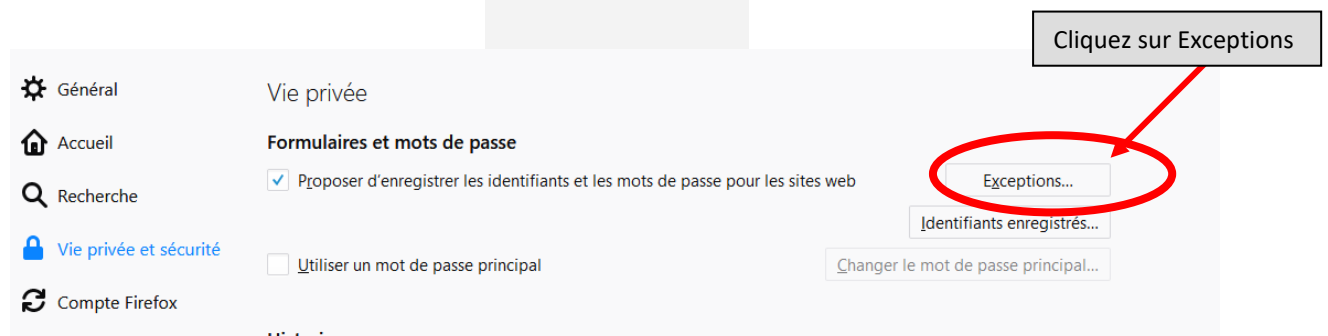 Cliquez sur Exceptions
Général
Accueil
Recherche
Vie privée et sécurité
Compte Firefox
Vie privée
Formulaires et mots de passe
Proposer d'enregistrer les identifiants et les mots de passe pour les sites web
Exceptions...
Identifiants enregistrés...
Utiliser un mot de passe principal
Changer le mot de passe principal...